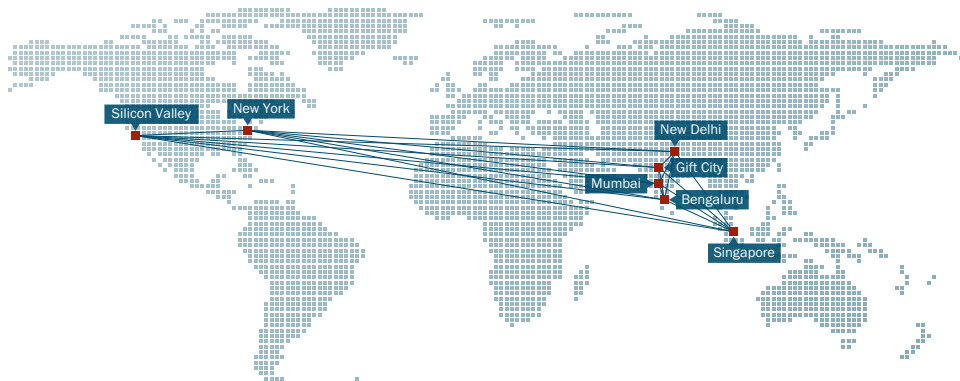 Silicon Valley
New York
New Delhi
Gift City
Mumbai
Bengaluru
Singapore